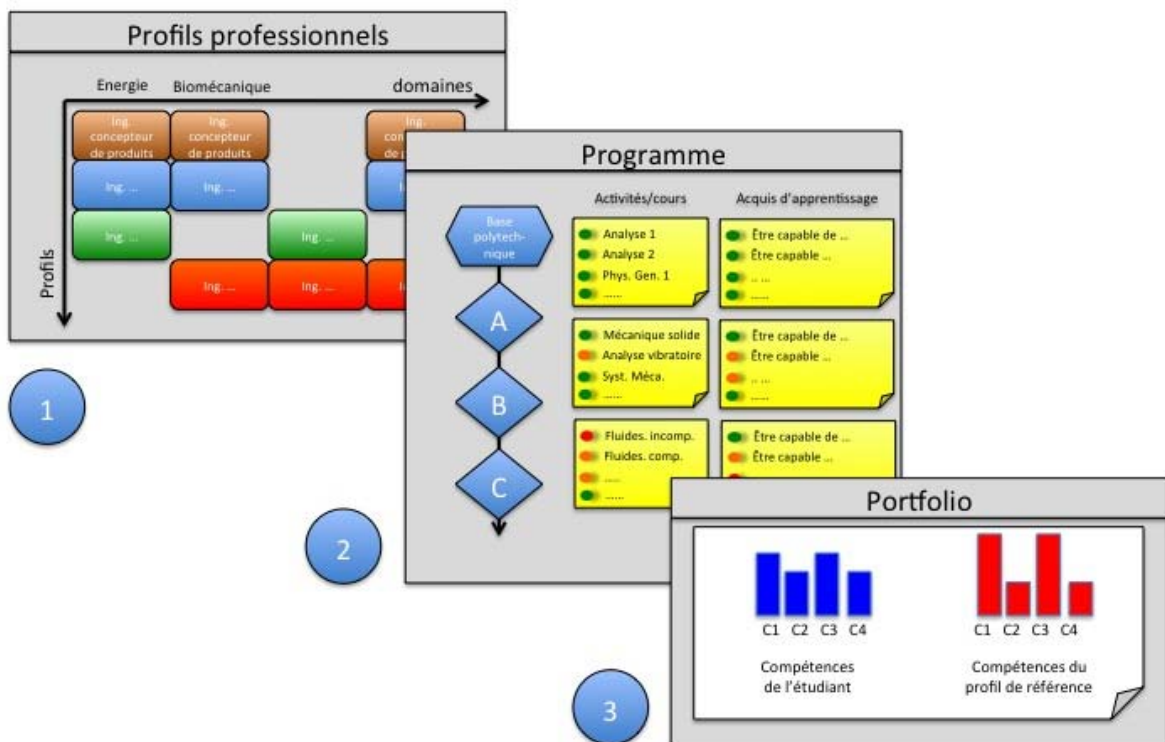 Profils professionnels
Energie
Biomécanique
domaines
Profils
Ing.
concepteur
de produits
Ing.
concepteur
de produits
Ing.
Ing. ...
Ing. ...
Ing. ...
Ing. ...
Ing. ...
Ing. ...
1
Programme
Activités/cours
Acquis d'apprentissage
Base
polytech-
nique
A
B
C
Analyse 1
Analyse 2
Phys. Gen. 1
......
Être capable de ...
Être capable ...
.. ...
......
Mécanique solide
Analyse vibratoire
Syst. Méca.
......
Être capable de ...
Être capable ...
.. ...
......
Fluides. incomp.
Fluides. comp.
.....
......
Être capable de ...
Être capable ...
2
Portfolio
C1 C2 C3 C4
Compétences
de l'étudiant
C1 C2 C3 C4
Compétences du
profil de référence
3